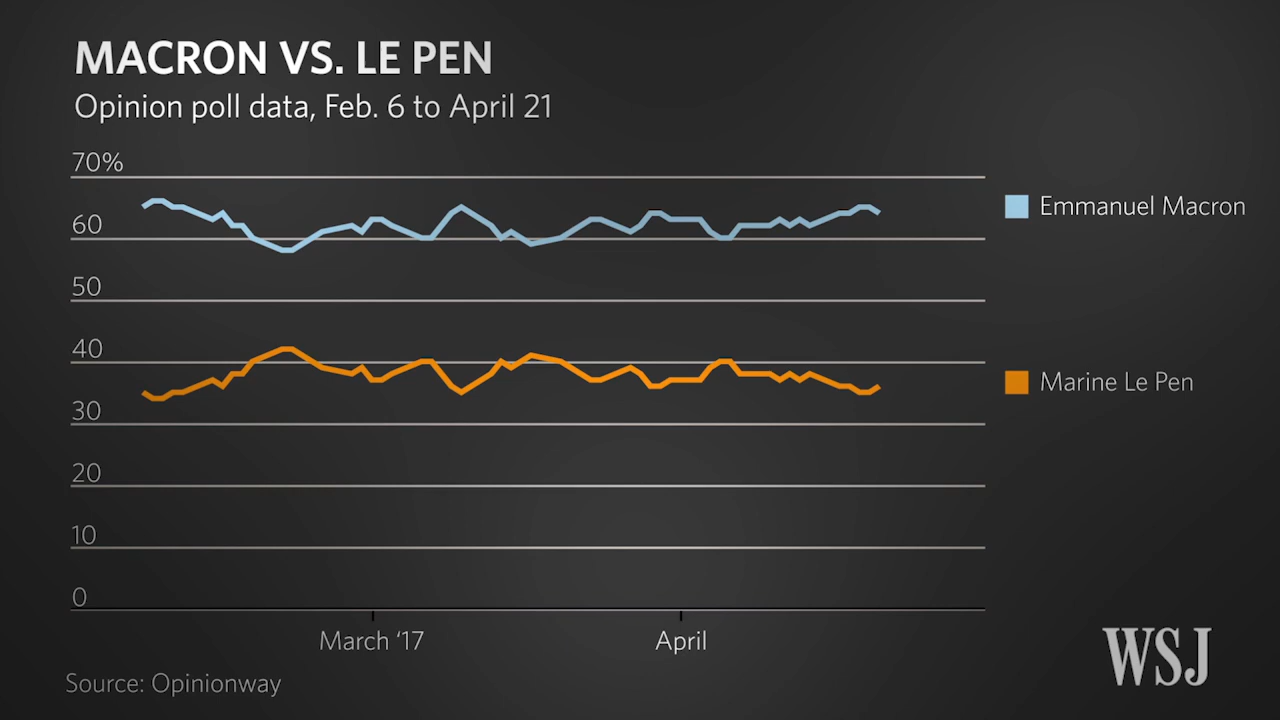 MACRON VS. LE PEN
Opinion poll data, Feb. 6 to April 21
70%
60
50
40
30
20
10
0
Emmanuel Macron
Marine Le Pen
March ‘17
April
Source: Opinionway
WSJ